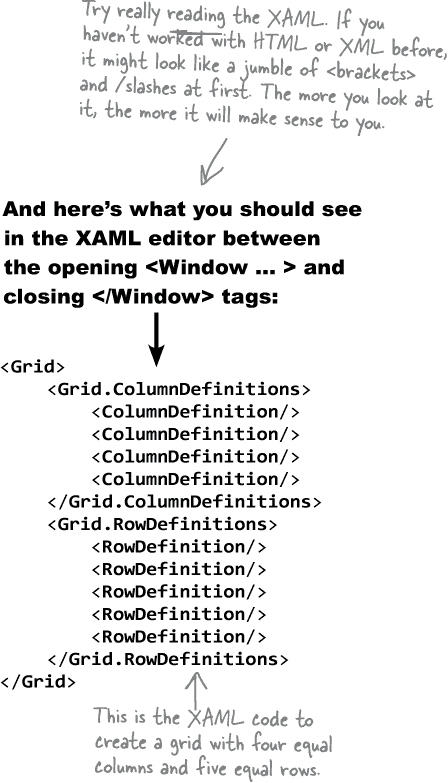 Try really reading the XAML. If you
haven't worked with HTML or XML before,
it might look like a jumble of <brackets>
and /slashes at first. The more you look at
it, the more it will make sense to you.
And here's what you should see
in the XAML editor between
the opening <Window ... > and
closing </Window> tags:
<Grid>
    <Grid.ColumnDefinitions>
        <ColumnDefinition/>
        <ColumnDefinition/>
        <ColumnDefinition/>
        <ColumnDefinition/>
    </Grid.ColumnDefinitions>
    <Grid.RowDefinitions>
        <RowDefinition/>
        <RowDefinition/>
        <RowDefinition/>
        <RowDefinition/>
        <RowDefinition/>
    </Grid.RowDefinitions>
</Grid>
This is the XAML code to
create a grid with four equal
columns and five equal rows.